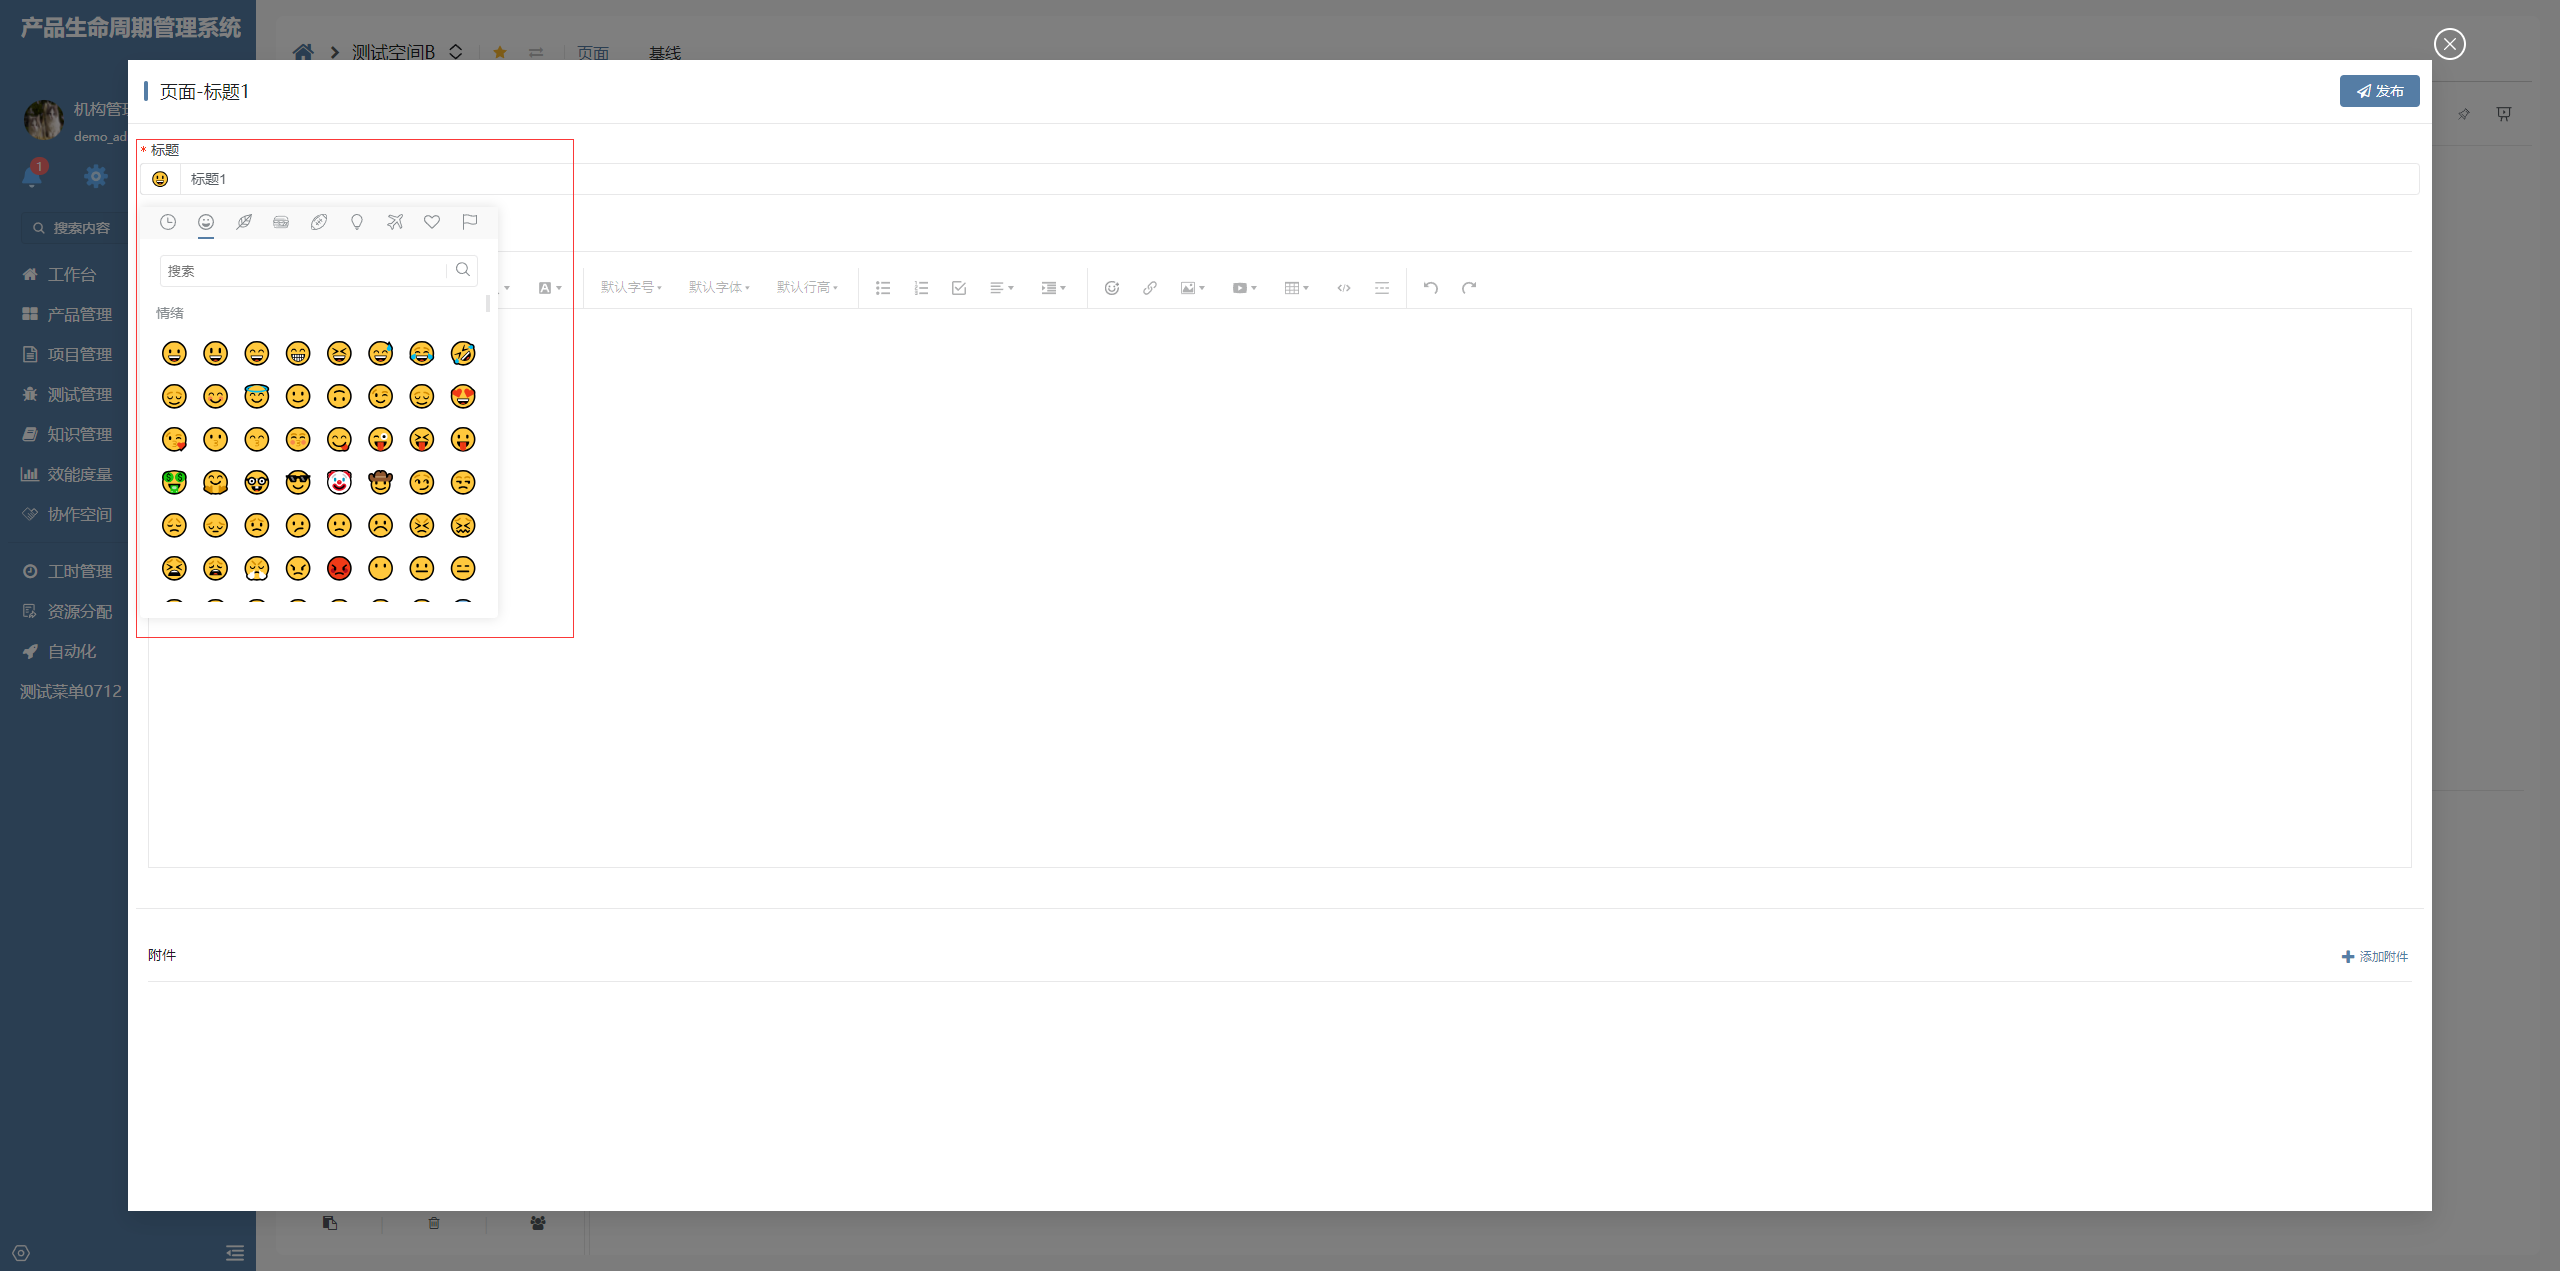 产品生命周期管理系统
测试空间B
页面
基线
页面-标题1
发布
机构管理
demo_ad
1
* 标题
标题1
搜索内容
搜索
默认字号
默认字体
默认行高
情绪
工作台
产品管理
项目管理
测试管理
知识管理
效能度量
协作空间
工时管理
资源分配
自动化
测试菜单0712
附件
添加附件